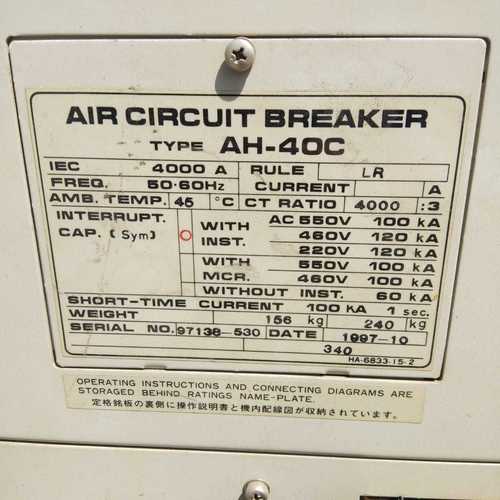 AIR CIRCUIT BREAKER
TYPE AH-40C
IEC 4000 A RULE LR
FREQ. 50·60Hz CURRENT A
AMB. TEMP. 45 °C CT RATIO 4000 :3
INTERRUPT. CAP. (Sym)
WITH INST. AC 550V 100 kA
460V 120 kA
220V 120 kA
WITH MCR. 550V 100 kA
460V 100 kA
WITHOUT INST. 60 kA
SHORT-TIME CURRENT 100 KA 1 sec.
WEIGHT 156 kg 240 kg
SERIAL NO. 97138-530 DATE 1997-10
340
HA-6833-15-2
OPERATING INSTRUCTIONS AND CONNECTING DIAGRAMS ARE
STORAGED BEHIND RATINGS NAME-PLATE.
定格銘板の裏側に操作説明書と機内配線図が収納されています。